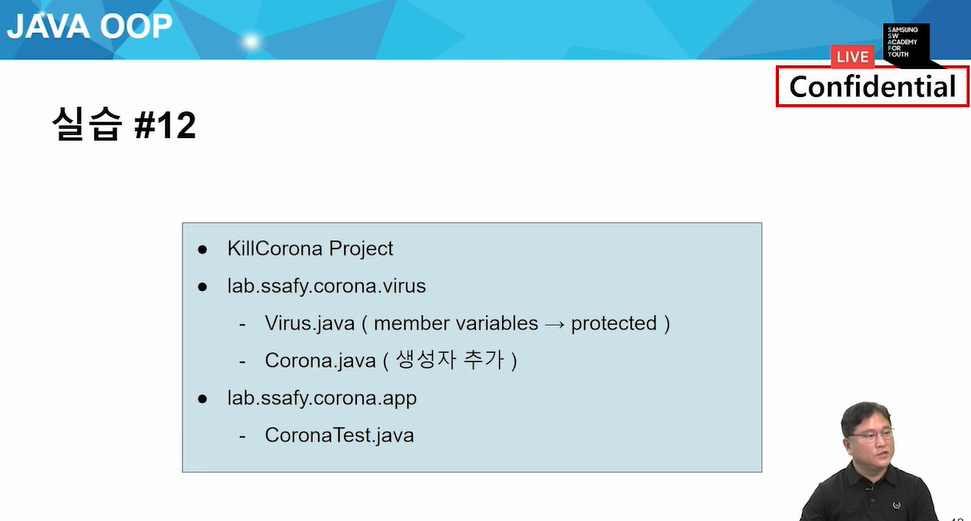 JAVA OOP
SAMSUNG
SW
ACADEMY
FOR
YOUTH
LIVE
Confidential
실습 #12
● KillCorona Project
● lab.ssafy.corona.virus
- Virus.java ( member variables → protected )
- Corona.java ( 생성자 추가 )
● lab.ssafy.corona.app
- CoronaTest.java